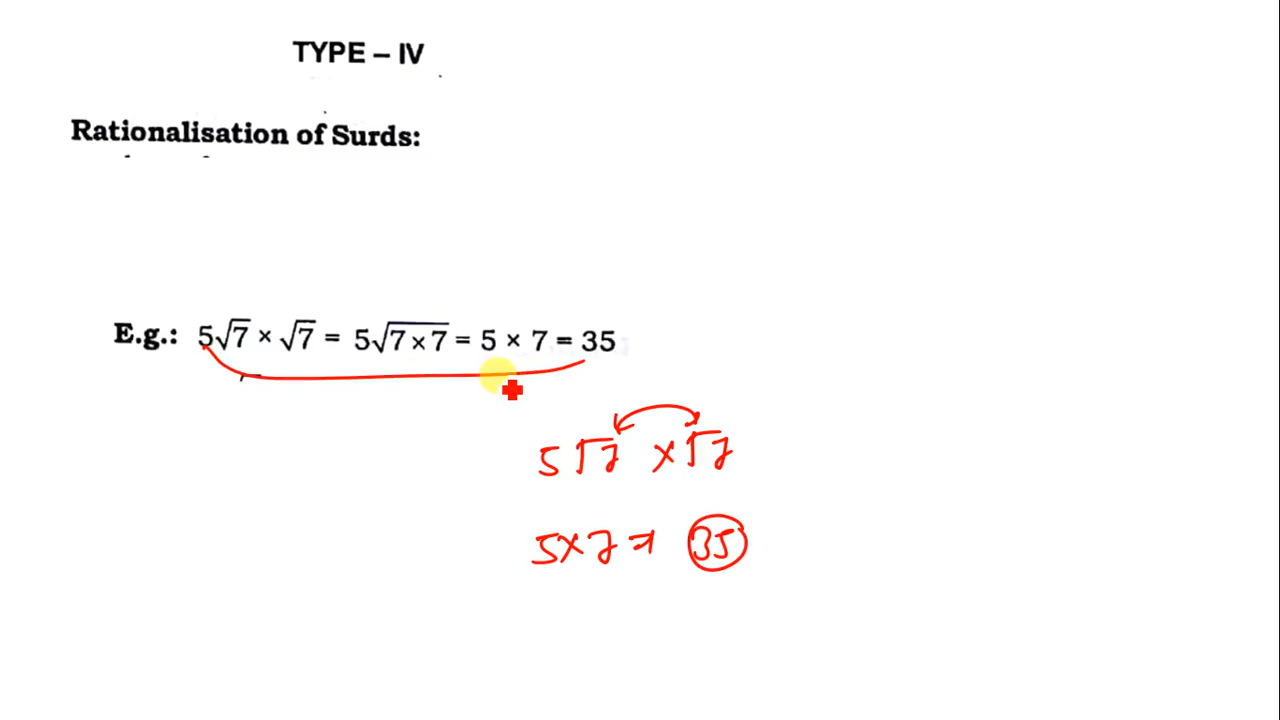 TYPE – IV
Rationalisation of Surds:
E.g.: 5√7 × √7 = 5√7 × 7 = 5 × 7 = 35
5√7 × √7
5×7 = 35